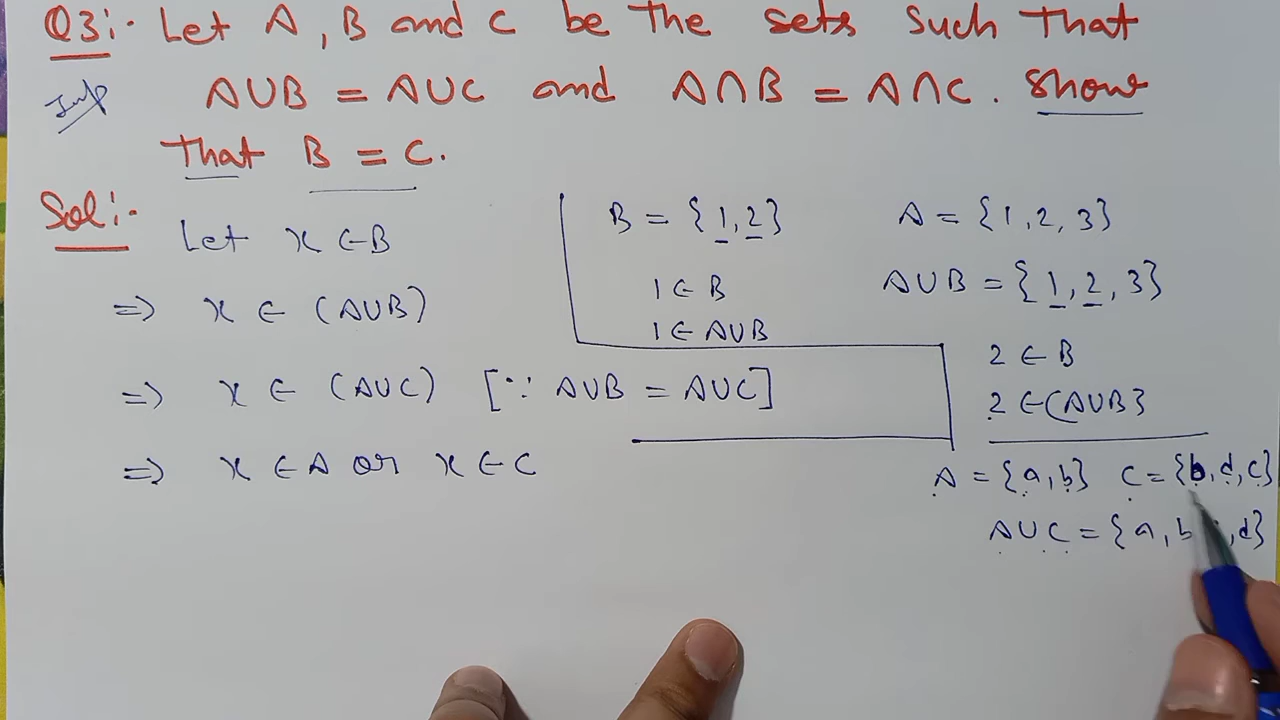 Q3:- Let A, B and C be the sets such that
Imp A∪B = A∪C and A∩B = A∩C. Show
that B = C.
Sol:-
Let x ∈ B
=> x ∈ (A∪B)
=> x ∈ (A∪C) [∵ A∪B = A∪C]
=> x ∈ A or x ∈ C
B = {1, 2}
1 ∈ B
1 ∈ A∪B
A = {1, 2, 3}
A∪B = {1, 2, 3}
2 ∈ B
2 ∈ (A∪B}
A = {a, b} C = {b, d, c}
A∪C = {a, b , d}